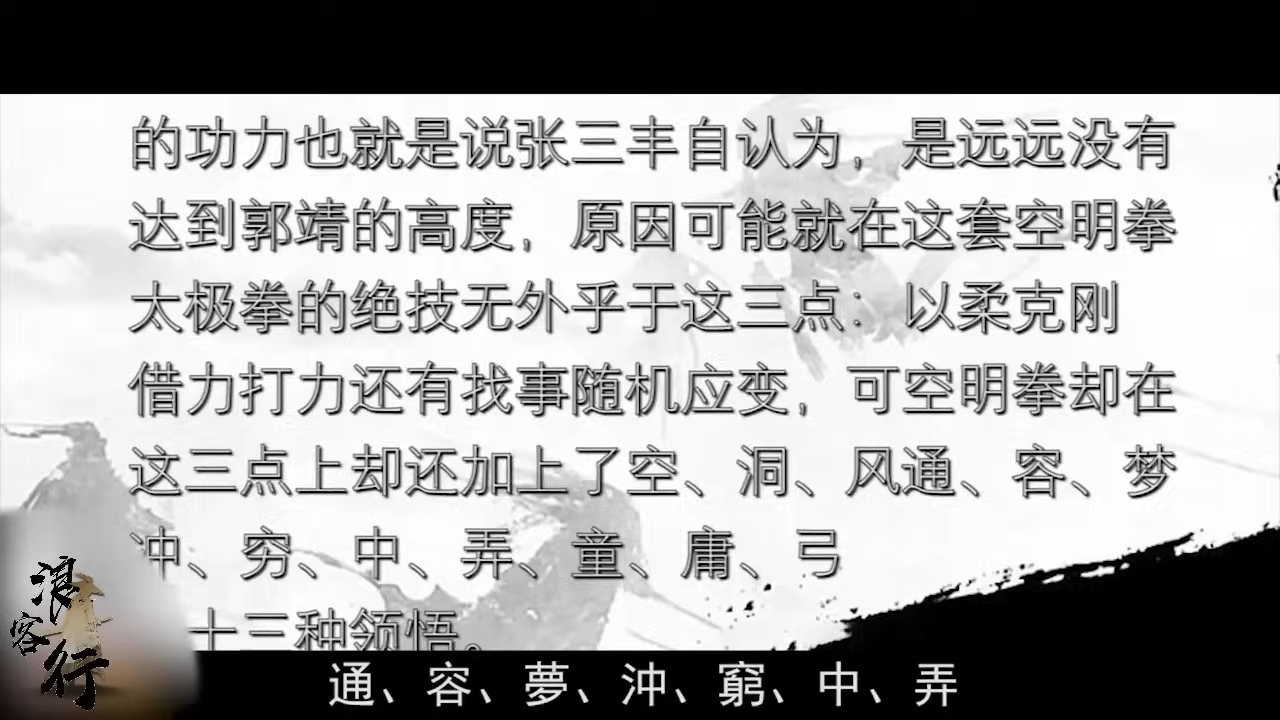 的功力也就是说张三丰自认为，是远远没有
达到郭靖的高度，原因可能就在这套空明拳
太极拳的绝技无外乎于这三点：以柔克刚
借力打力还有找事随机应变，可空明拳却在
这三点上却还加上了空、洞、风通、容、梦
冲、穷、中、弄、童、庸、弓
十三种领悟。
浪
客
行
通、容、夢、沖、窮、中、弄